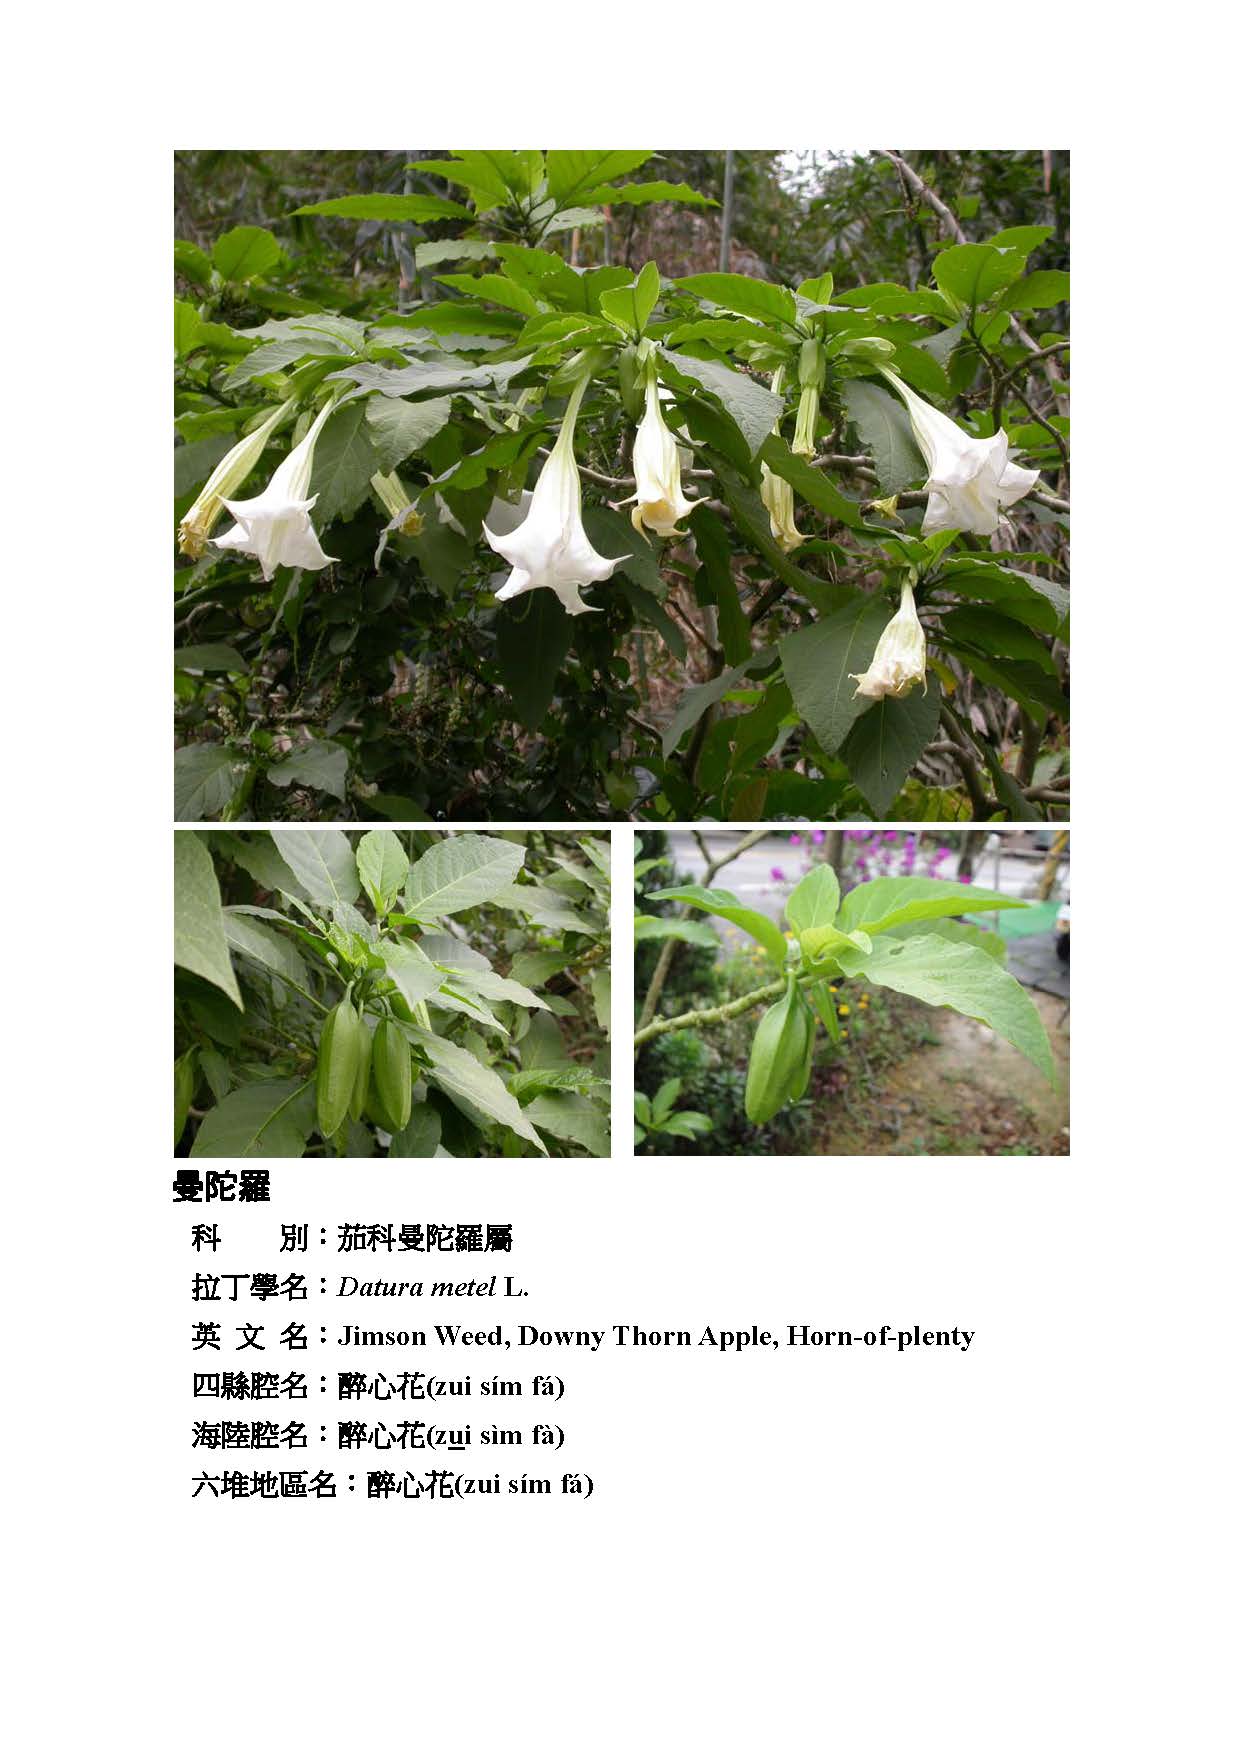 曼陀羅
科　　別：茄科曼陀羅屬
拉丁學名：Datura metel L.
英 文 名：Jimson Weed, Downy Thorn Apple, Horn-of-plenty
四縣腔名：醉心花(zui sím fá)
海陸腔名：醉心花(zui sìm fà)
六堆地區名：醉心花(zui sím fá)